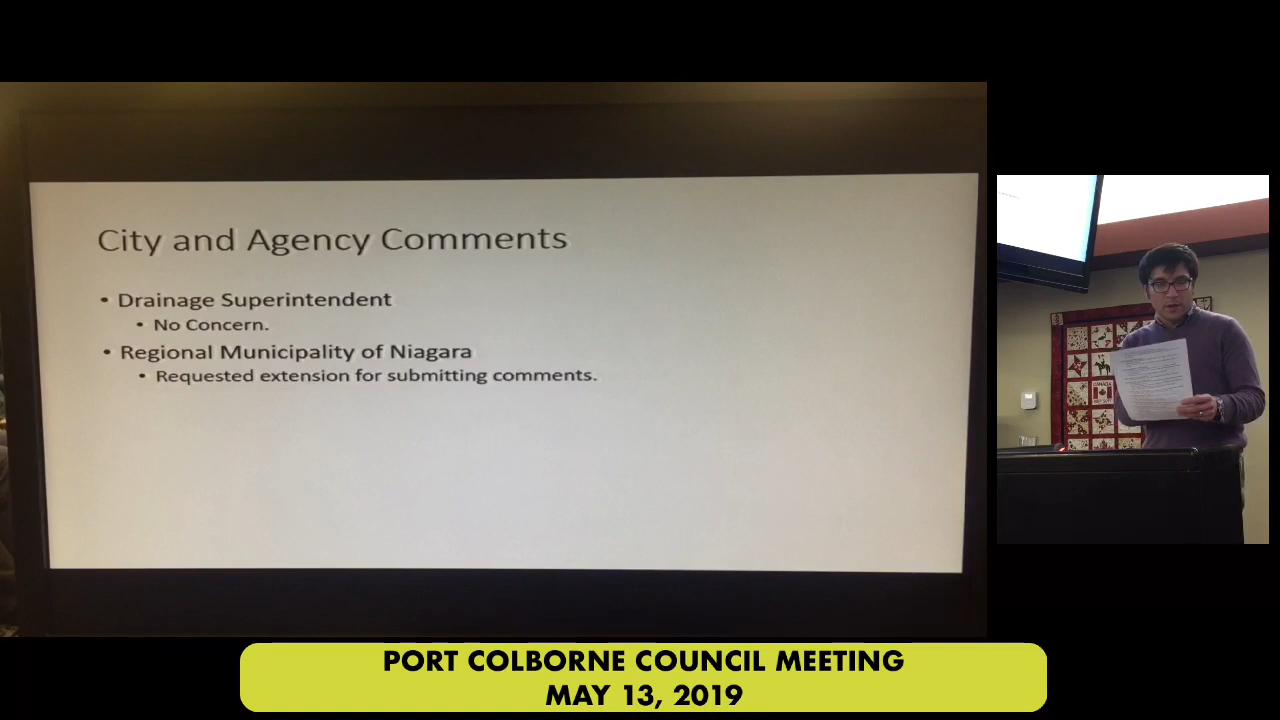 City and Agency Comments
• Drainage Superintendent
• No Concern.
• Regional Municipality of Niagara
• Requested extension for submitting comments.
CANADA
PORT COLBORNE COUNCIL MEETING
MAY 13, 2019